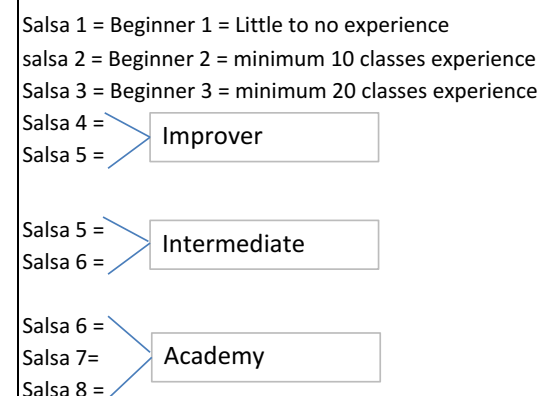 Salsa 1 = Beginner 1 = Little to no experience
salsa 2 = Beginner 2 = minimum 10 classes experience
Salsa 3 = Beginner 3 = minimum 20 classes experience
Salsa 4 =
Improver
Salsa 5 =
Salsa 5 =
Intermediate
Salsa 6 =
Salsa 6 =
Salsa 7=
Academy
Salsa 8 =